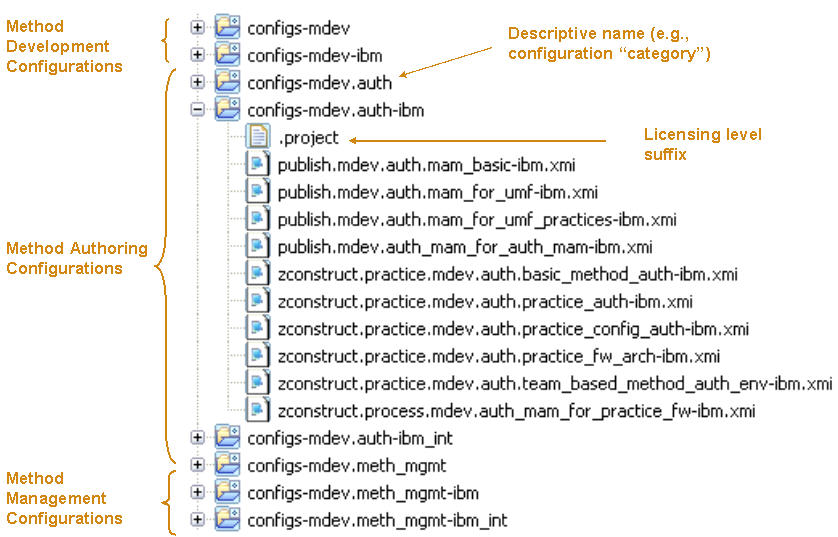 Method
Development
Configurations
configs-mdev
configs-mdev-ibm
Descriptive name (e.g.,
configuration “category”)
configs-mdev.auth
configs-mdev.auth-ibm
.project
Licensing level
suffix
publish.mdev.auth.mam_basic-ibm.xmi
publish.mdev.auth.mam_for_umf-ibm.xmi
publish.mdev.auth.mam_for_umf_practices-ibm.xmi
publish.mdev.auth_mam_for_auth_mam-ibm.xmi
Method Authoring
Configurations
zconstruct.practice.mdev.auth.basic_method_auth-ibm.xmi
zconstruct.practice.mdev.auth.practice_auth-ibm.xmi
zconstruct.practice.mdev.auth.practice_config_auth-ibm.xmi
zconstruct.practice.mdev.auth.practice_fw_arch-ibm.xmi
zconstruct.practice.mdev.auth.team_based_method_auth_env-ibm.xmi
zconstruct.process.mdev.auth_mam_for_practice_fw-ibm.xmi
configs-mdev.auth-ibm_int
configs-mdev.meth_mgmt
Method
Management
Configurations
configs-mdev.meth_mgmt-ibm
configs-mdev.meth_mgmt-ibm_int